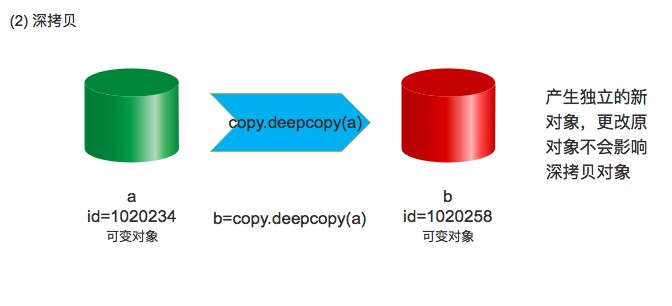 (2) 深拷贝
copy.deepcopy(a)
产生独立的新
对象，更改原
对象不会影响
深拷贝对象
a
id=1020234
可变对象
b=copy.deepcopy(a)
b
id=1020258
可变对象